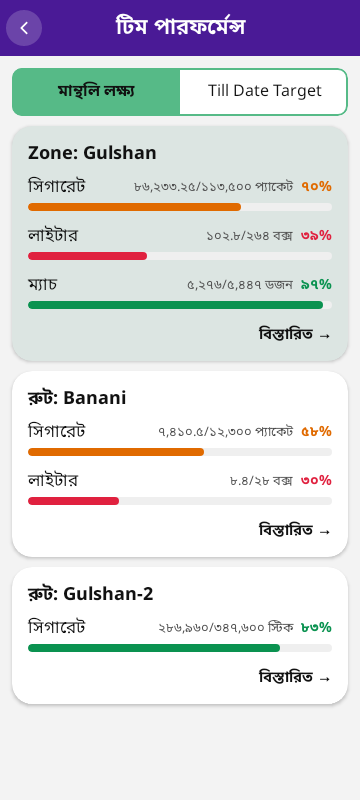 টিম পারফর্মেন্স
মান্থলি লক্ষ্য
Till Date Target
Zone: Gulshan
সিগারেট ৮৬,২৩৩.২৫/১১৩,৫০০ প্যাকেট ৭০%
লাইটার ১০২.৮/২৬৪ বক্স ৩৯%
ম্যাচ ৫,২৭৬/৫,৪৪৭ ডজন ৯৭%
বিস্তারিত →
রুট: Banani
সিগারেট ৭,৪১০.৫/১২,৩০০ প্যাকেট ৫৮%
লাইটার ৮.৪/২৮ বক্স ৩০%
বিস্তারিত →
রুট: Gulshan-2
সিগারেট ২৮৬,৯৬০/৩৪৭,৬০০ স্টিক ৮৩%
বিস্তারিত →